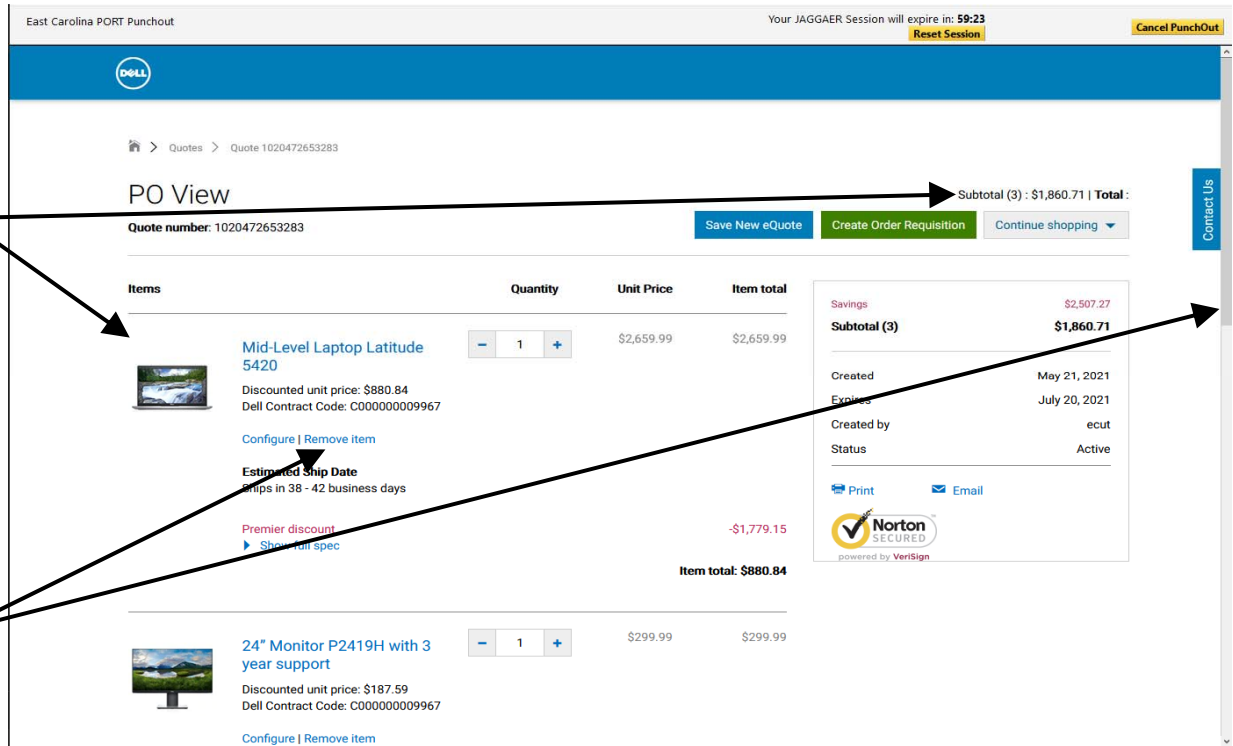 East Carolina PORT Punchout
Your JAGGAER Session will expire in: 59:23
Reset Session
Cancel PunchOut
DELL
Quotes > Quote 1020472653283
PO View
Subtotal (3) : $1,860.71 | Total :
Quote number: 1020472653283
Save New eQuote
Create Order Requisition
Continue shopping
Contact Us
Items Quantity Unit Price Item total
Mid-Level Laptop Latitude
5420
- 1 +
$2,659.99 $2,659.99
Discounted unit price: $880.84
Dell Contract Code: C000000009967
Configure | Remove item
Estimated Ship Date
Ships in 38 - 42 business days
Premier discount -$1,779.15
Show full spec
Item total: $880.84
24" Monitor P2419H with 3
year support
- 1 +
$299.99 $299.99
Discounted unit price: $187.59
Dell Contract Code: C000000009967
Configure | Remove item
Savings $2,507.27
Subtotal (3) $1,860.71
Created May 21, 2021
Expires July 20, 2021
Created by ecut
Status Active
Print Email
Norton
SECURED
powered by VeriSign